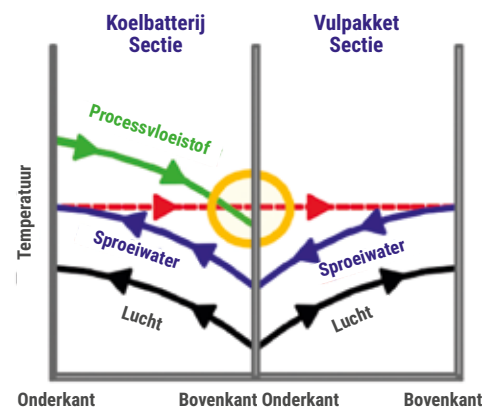 Koelbatterij
Sectie
Vulpakket
Sectie
Processvloeistof
Temperatuur
Sproeiwater
Sproeiwater
Lucht
Lucht
Onderkant
Bovenkant
Onderkant
Bovenkant